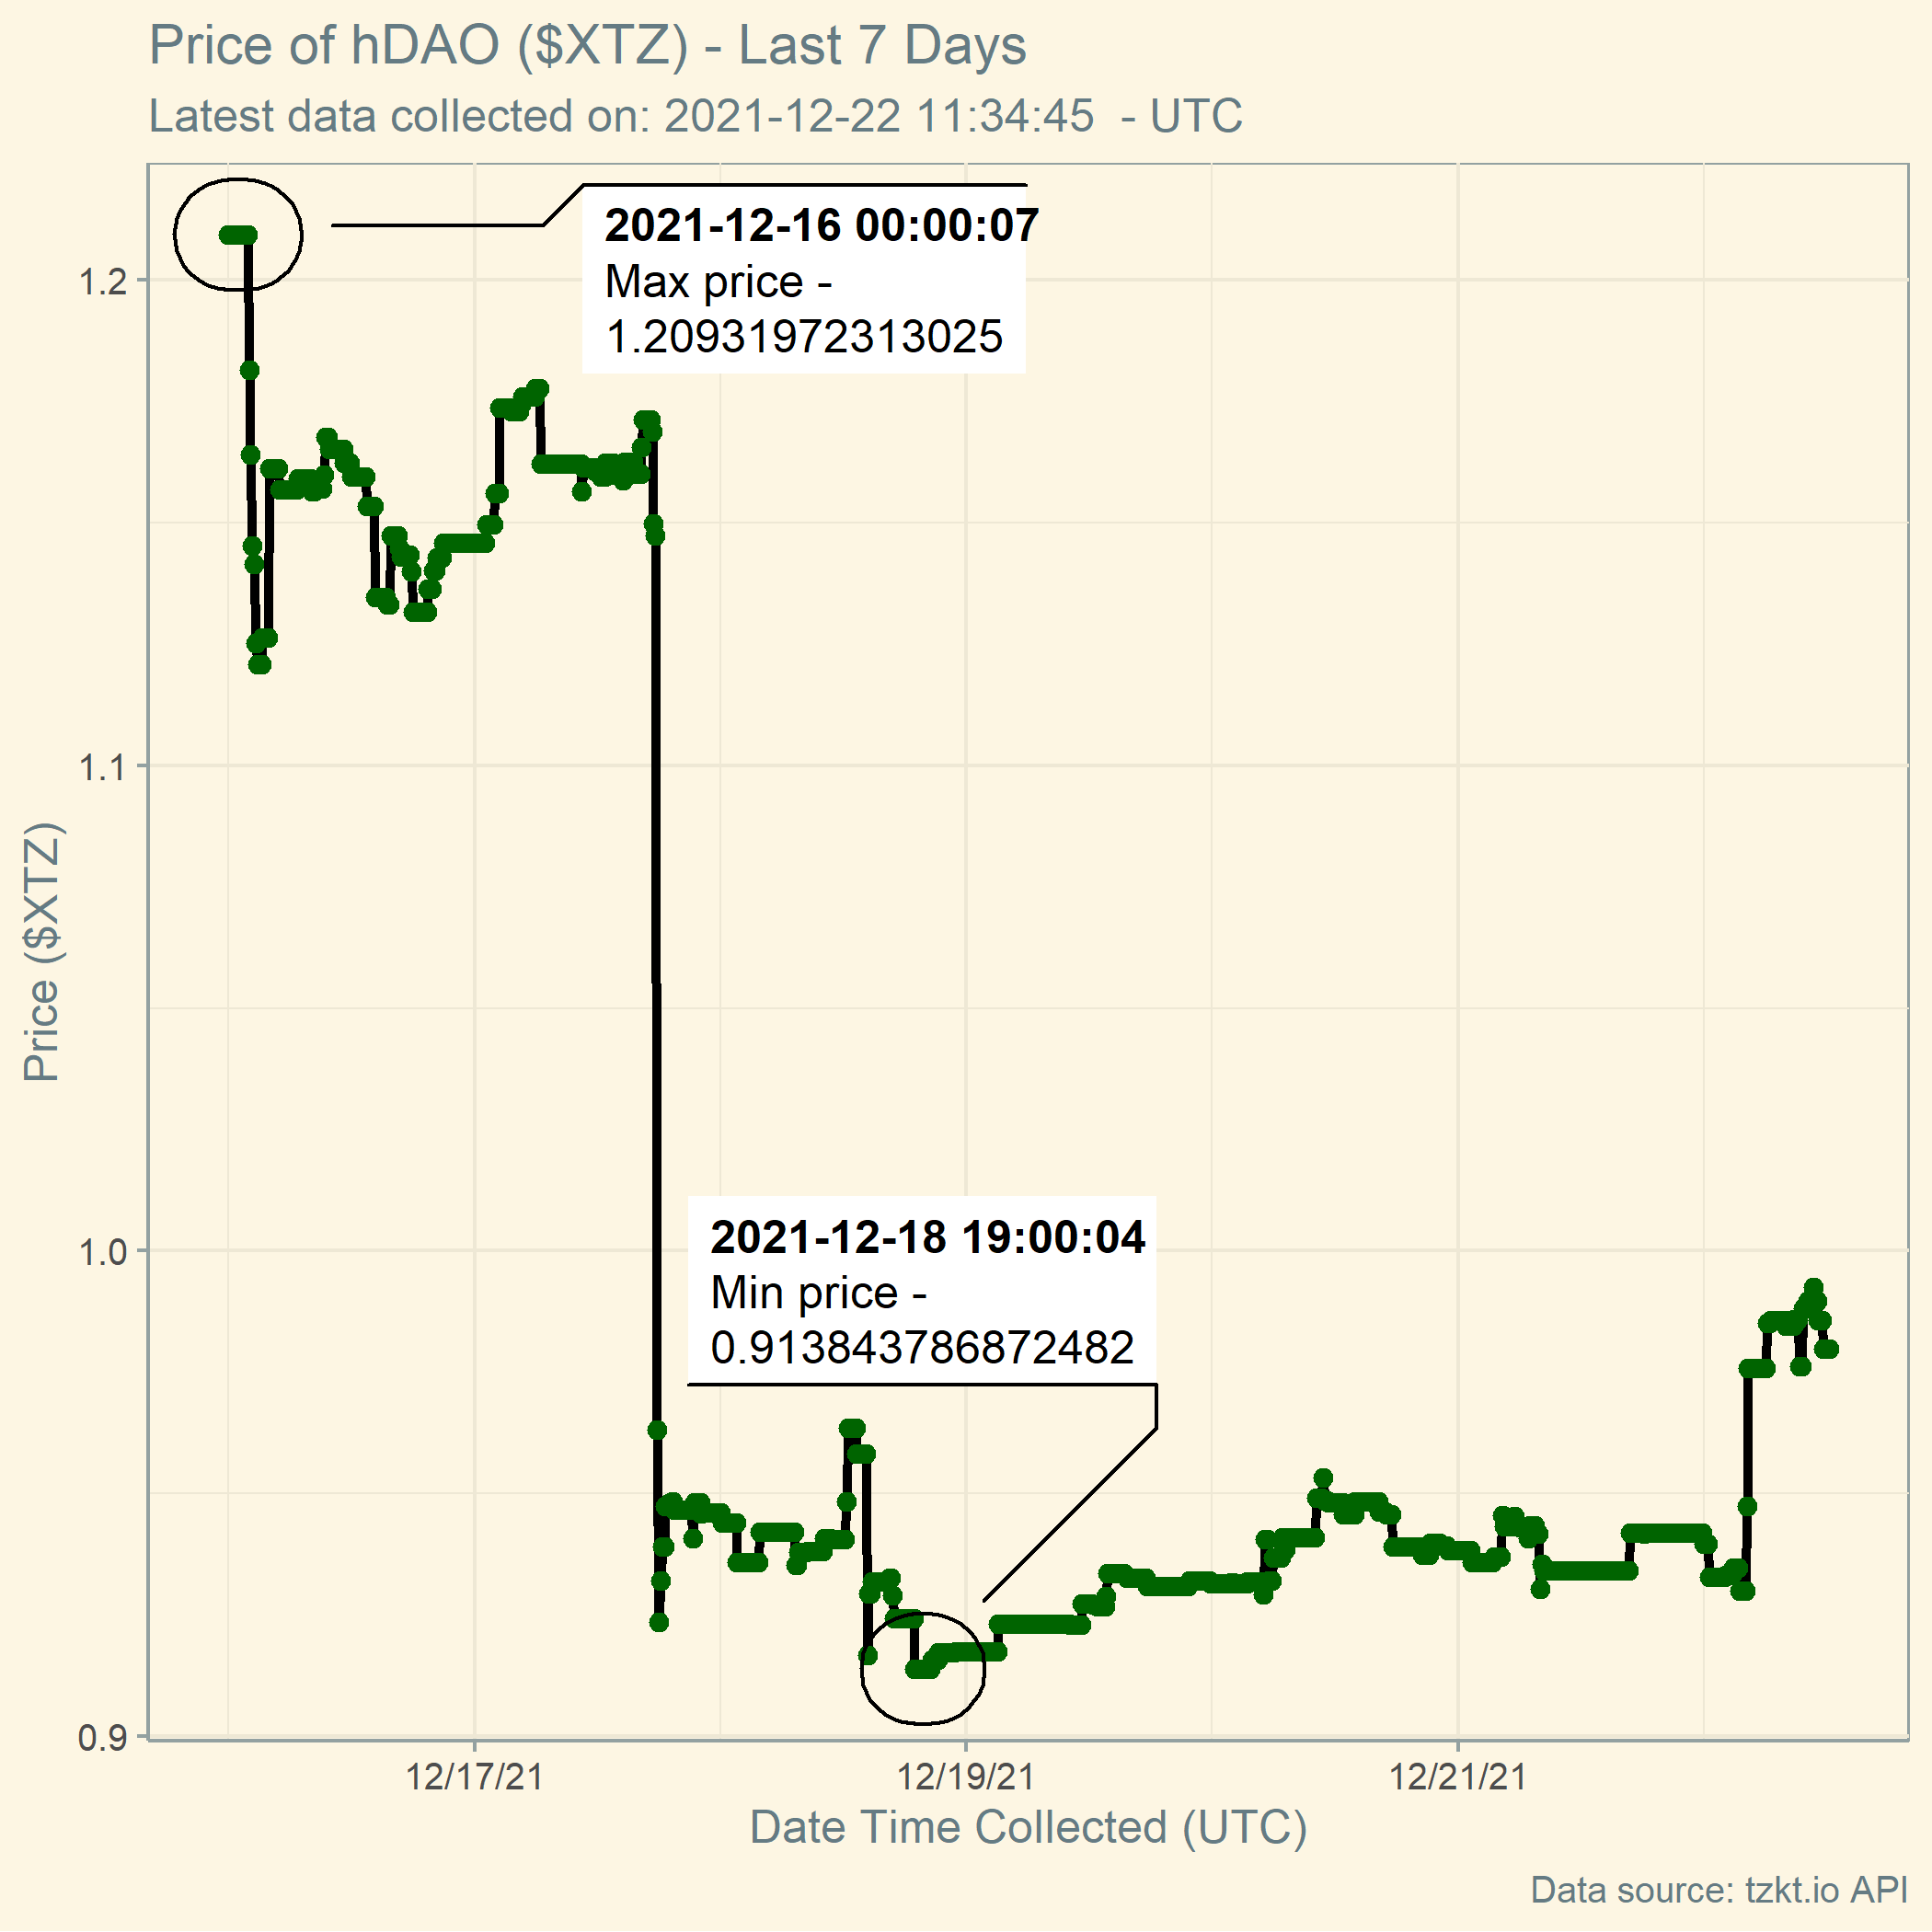 Price of hDAO ($XTZ) - Last 7 Days
Latest data collected on: 2021-12-22 11:34:45  - UTC
2021-12-16 00:00:07
Max price -
1.20931972313025
1.2
1.1
1.0
0.9
Price ($XTZ)
2021-12-18 19:00:04
Min price -
0.913843786872482
12/17/21
12/19/21
12/21/21
Date Time Collected (UTC)
Data source: tzkt.io API